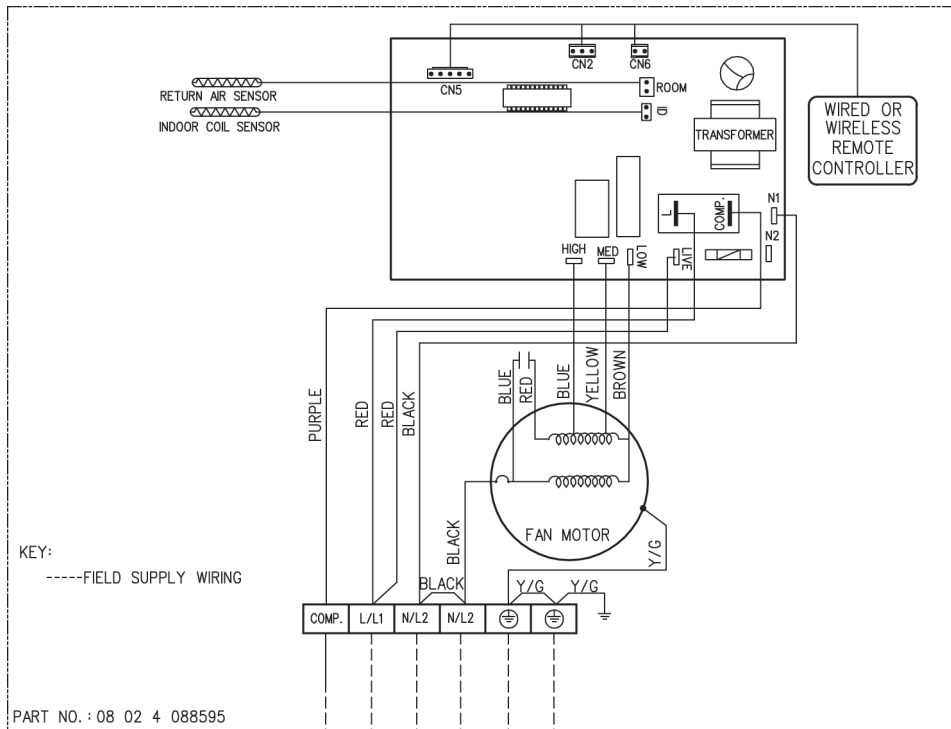 CN5
CN2
CN6
RETURN AIR SENSOR
INDOOR COIL SENSOR
ROOM
ID
TRANSFORMER
WIRED OR
WIRELESS
REMOTE
CONTROLLER
L
COMP.
N1
N2
HIGH
MED
LOW
LIVE
PURPLE
RED
RED
BLACK
BLUE
RED
BLUE
YELLOW
BROWN
FAN MOTOR
BLACK
Y/G
KEY:
-----FIELD SUPPLY WIRING
BLACK
Y/G
Y/G
COMP.
L/L1
N/L2
N/L2
PART NO.: 08 02 4 088595